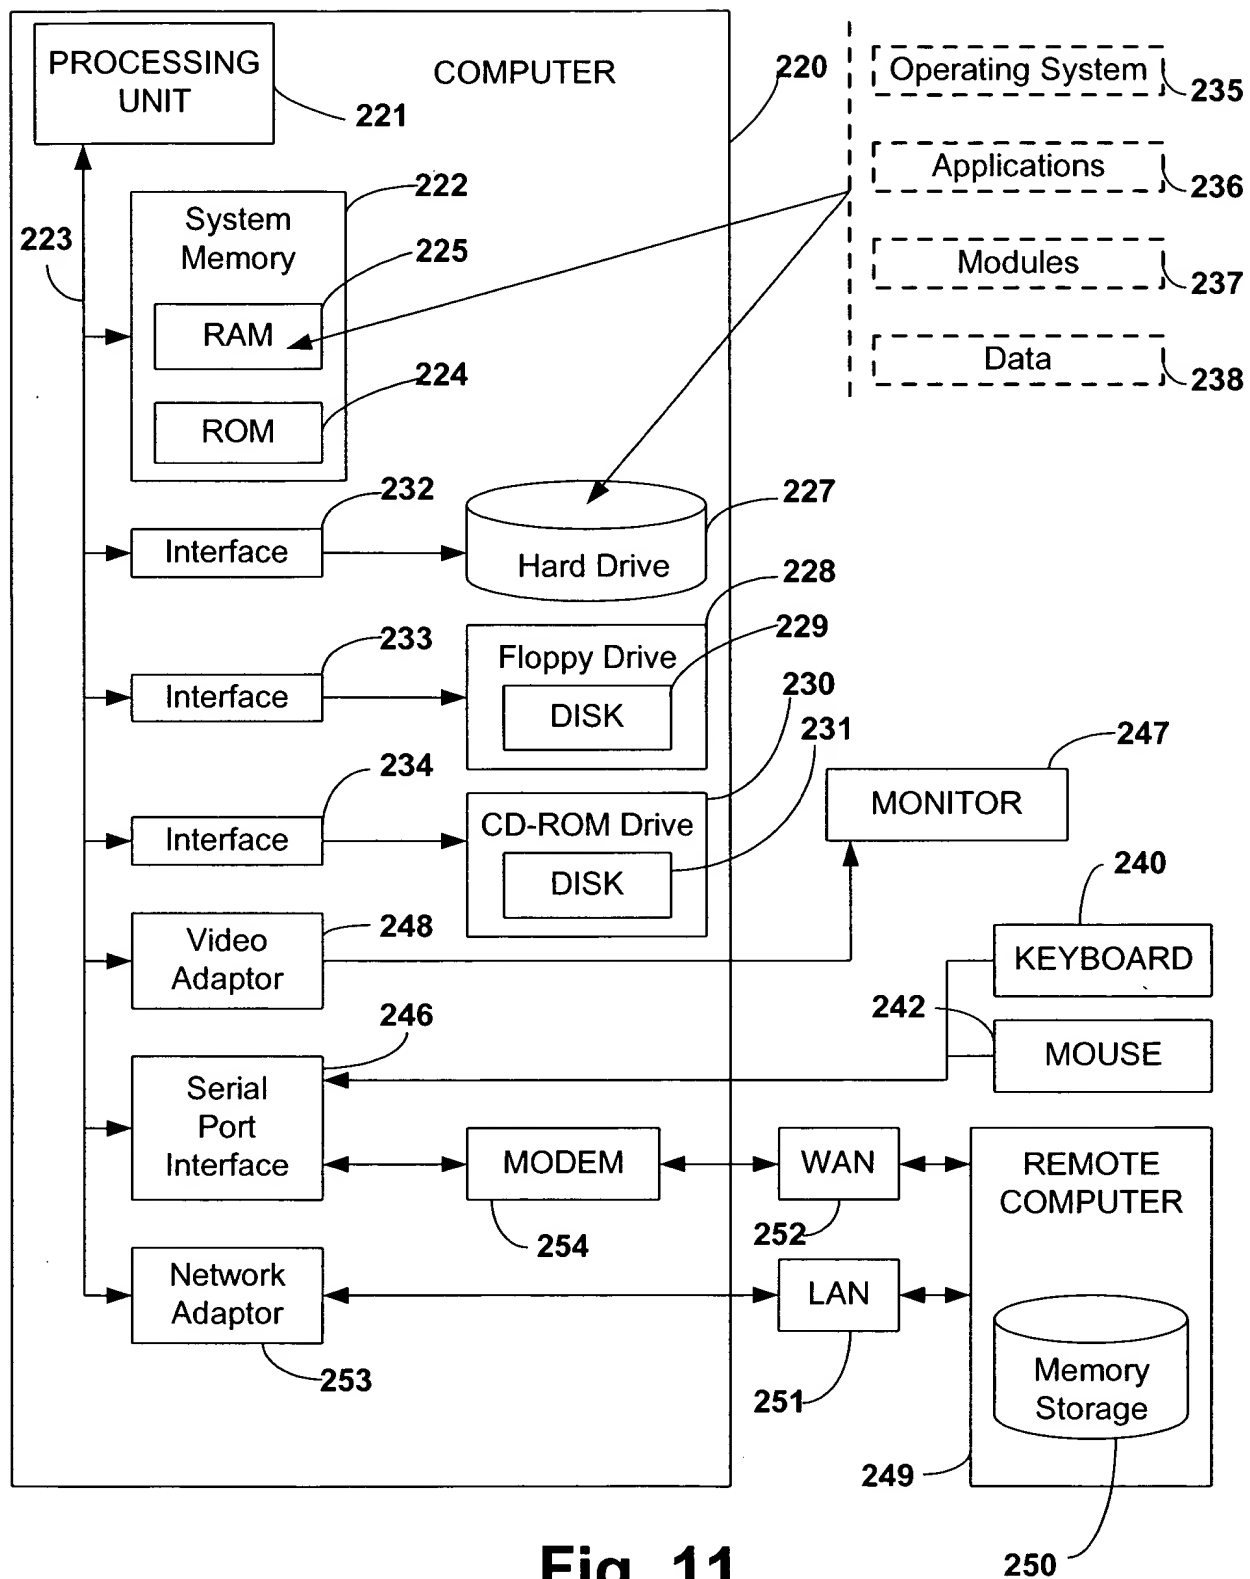 PROCESSING
UNIT
221
COMPUTER
220
Operating System
235
Applications
236
Modules
237
Data
238
223
222
System
Memory
225
RAM
224
ROM
232
Interface
227
Hard Drive
233
Interface
228
Floppy Drive
229
DISK
234
Interface
230
CD-ROM Drive
231
DISK
247
MONITOR
248
Video
Adaptor
240
KEYBOARD
242
MOUSE
246
Serial
Port
Interface
MODEM
254
WAN
252
REMOTE
COMPUTER
Network
Adaptor
253
LAN
251
Memory
Storage
249
250
Fig. 11